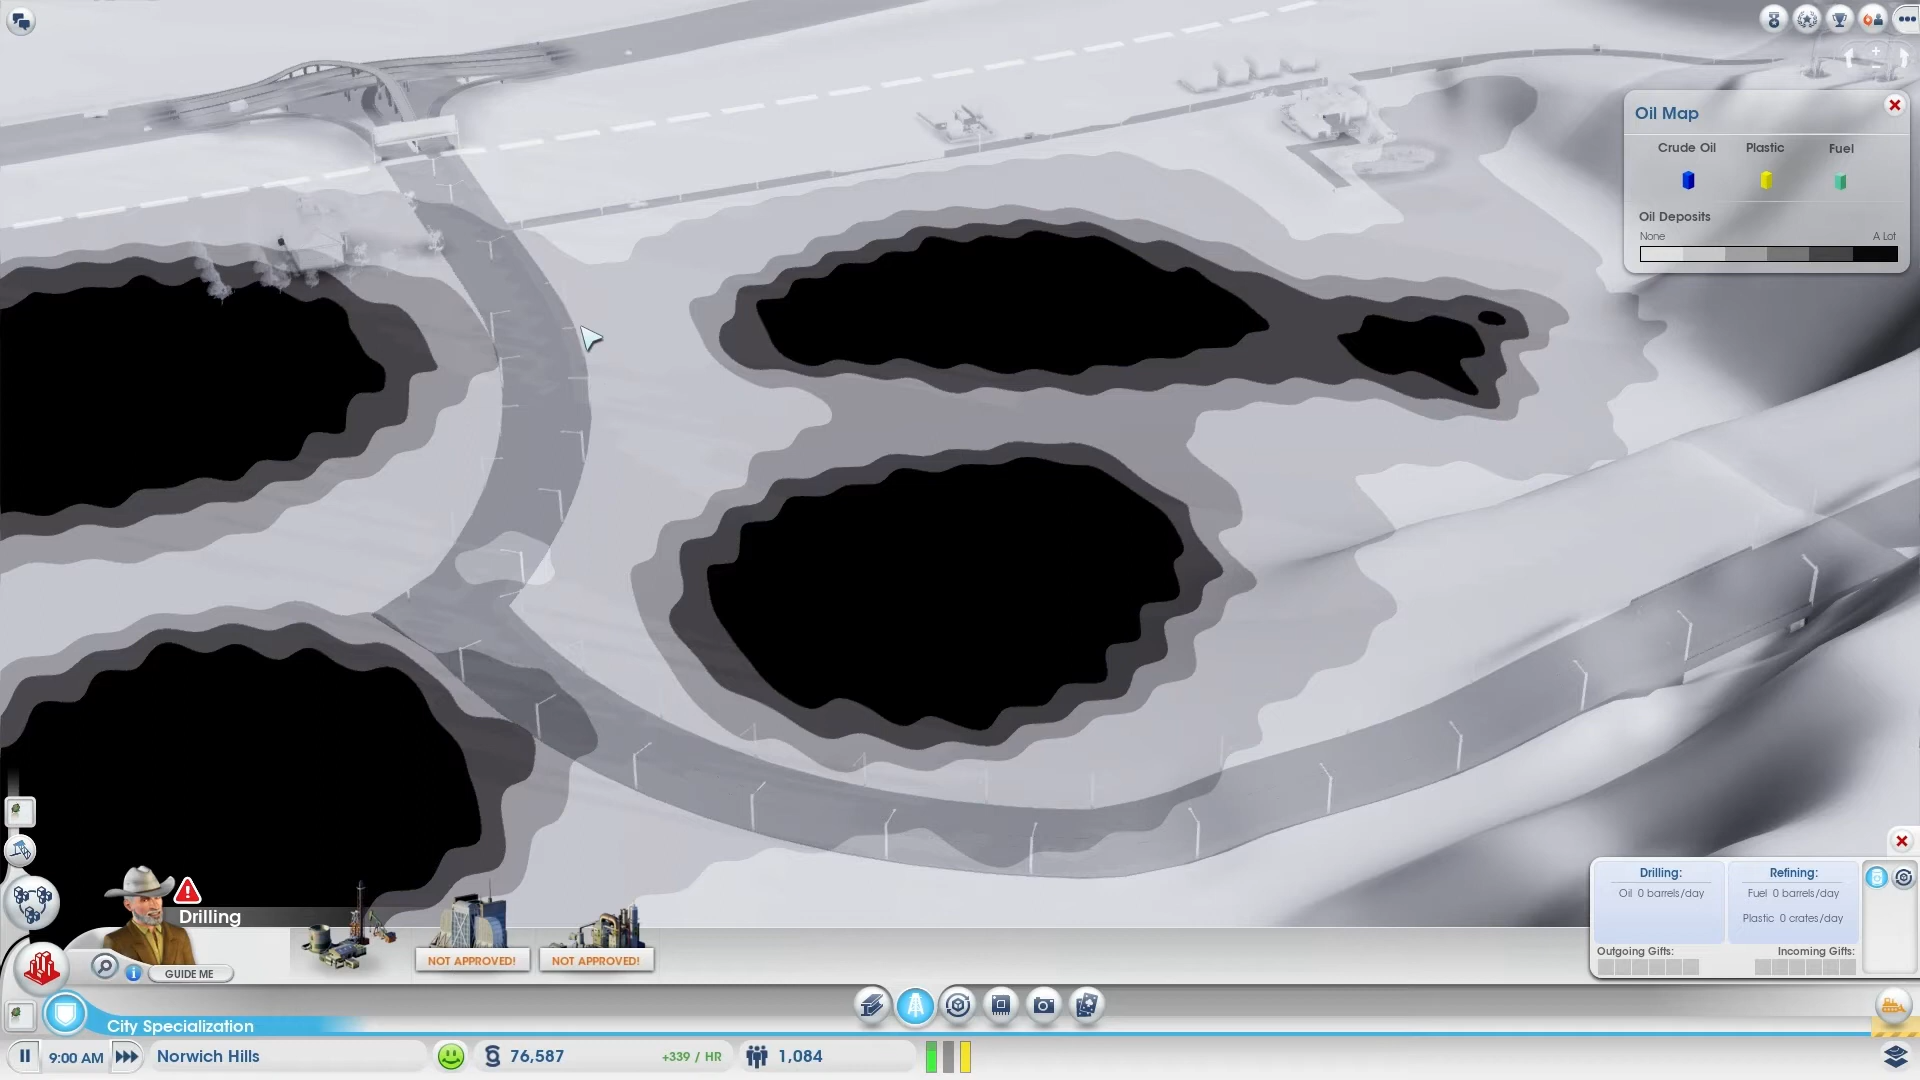 Oil Map
Crude Oil Plastic Fuel
Oil Deposits
None A Lot
Drilling
GUIDE ME
NOT APPROVED! NOT APPROVED!
Drilling: Refining:
Oil 0 barrels/day Fuel 0 barrels/day
Plastic 0 crates/day
Outgoing Gifts: Incoming Gifts:
City Specialization
9:00 AM Norwich Hills 76,587 +339 / HR 1,084